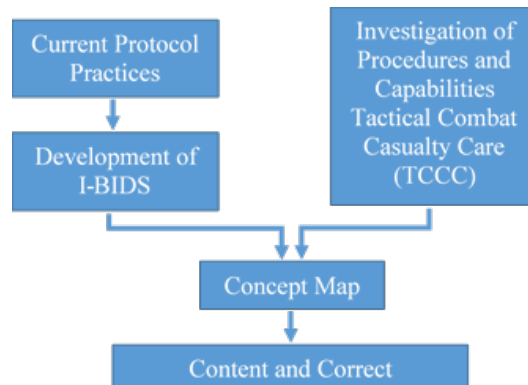 Current Protocol
Practices
Investigation of
Procedures and
Capabilities
Tactical Combat
Casualty Care
(TCCC)
Development of
I-BIDS
Concept Map
Content and Correct